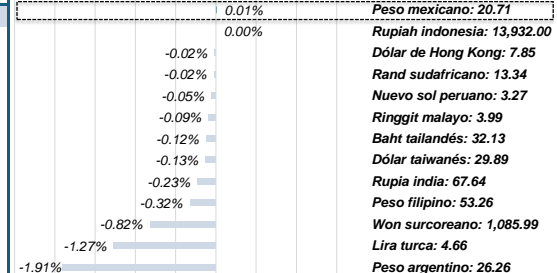 0.01% Peso mexicano: 20.71
0.00% Rupiah indonesia: 13,932.00
-0.02% Dólar de Hong Kong: 7.85
-0.02% Rand sudafricano: 13.34
-0.05% Nuevo sol peruano: 3.27
-0.09% Ringgit malayo: 3.99
-0.12% Baht tailandés: 32.13
-0.13% Dólar taiwanés: 29.89
-0.23% Rupia india: 67.64
-0.32% Peso filipino: 53.26
-0.82% Won surcoreano: 1,085.99
-1.27% Lira turca: 4.66
-1.91% Peso argentino: 26.26